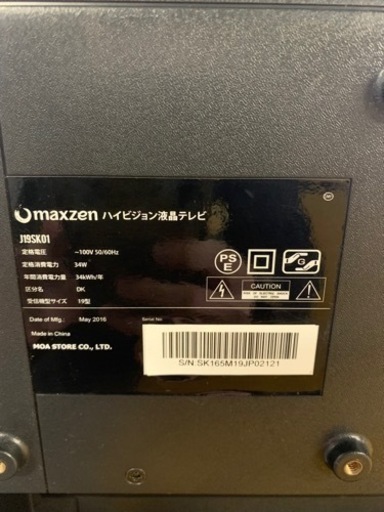 maxzen ハイビジョン液晶テレビ
J19SK01
定格電圧 ~100V 50/60Hz
定格消費電力 34W
年間消費電力量 34kWh/年
区分名 DK
受信機型サイズ 19型
PS
E
G
CAUTION
Date of Mfg. May 2016
Serial No.
Made in China
MOA STORE CO., LTD.
S/N:SK165M19JP02121